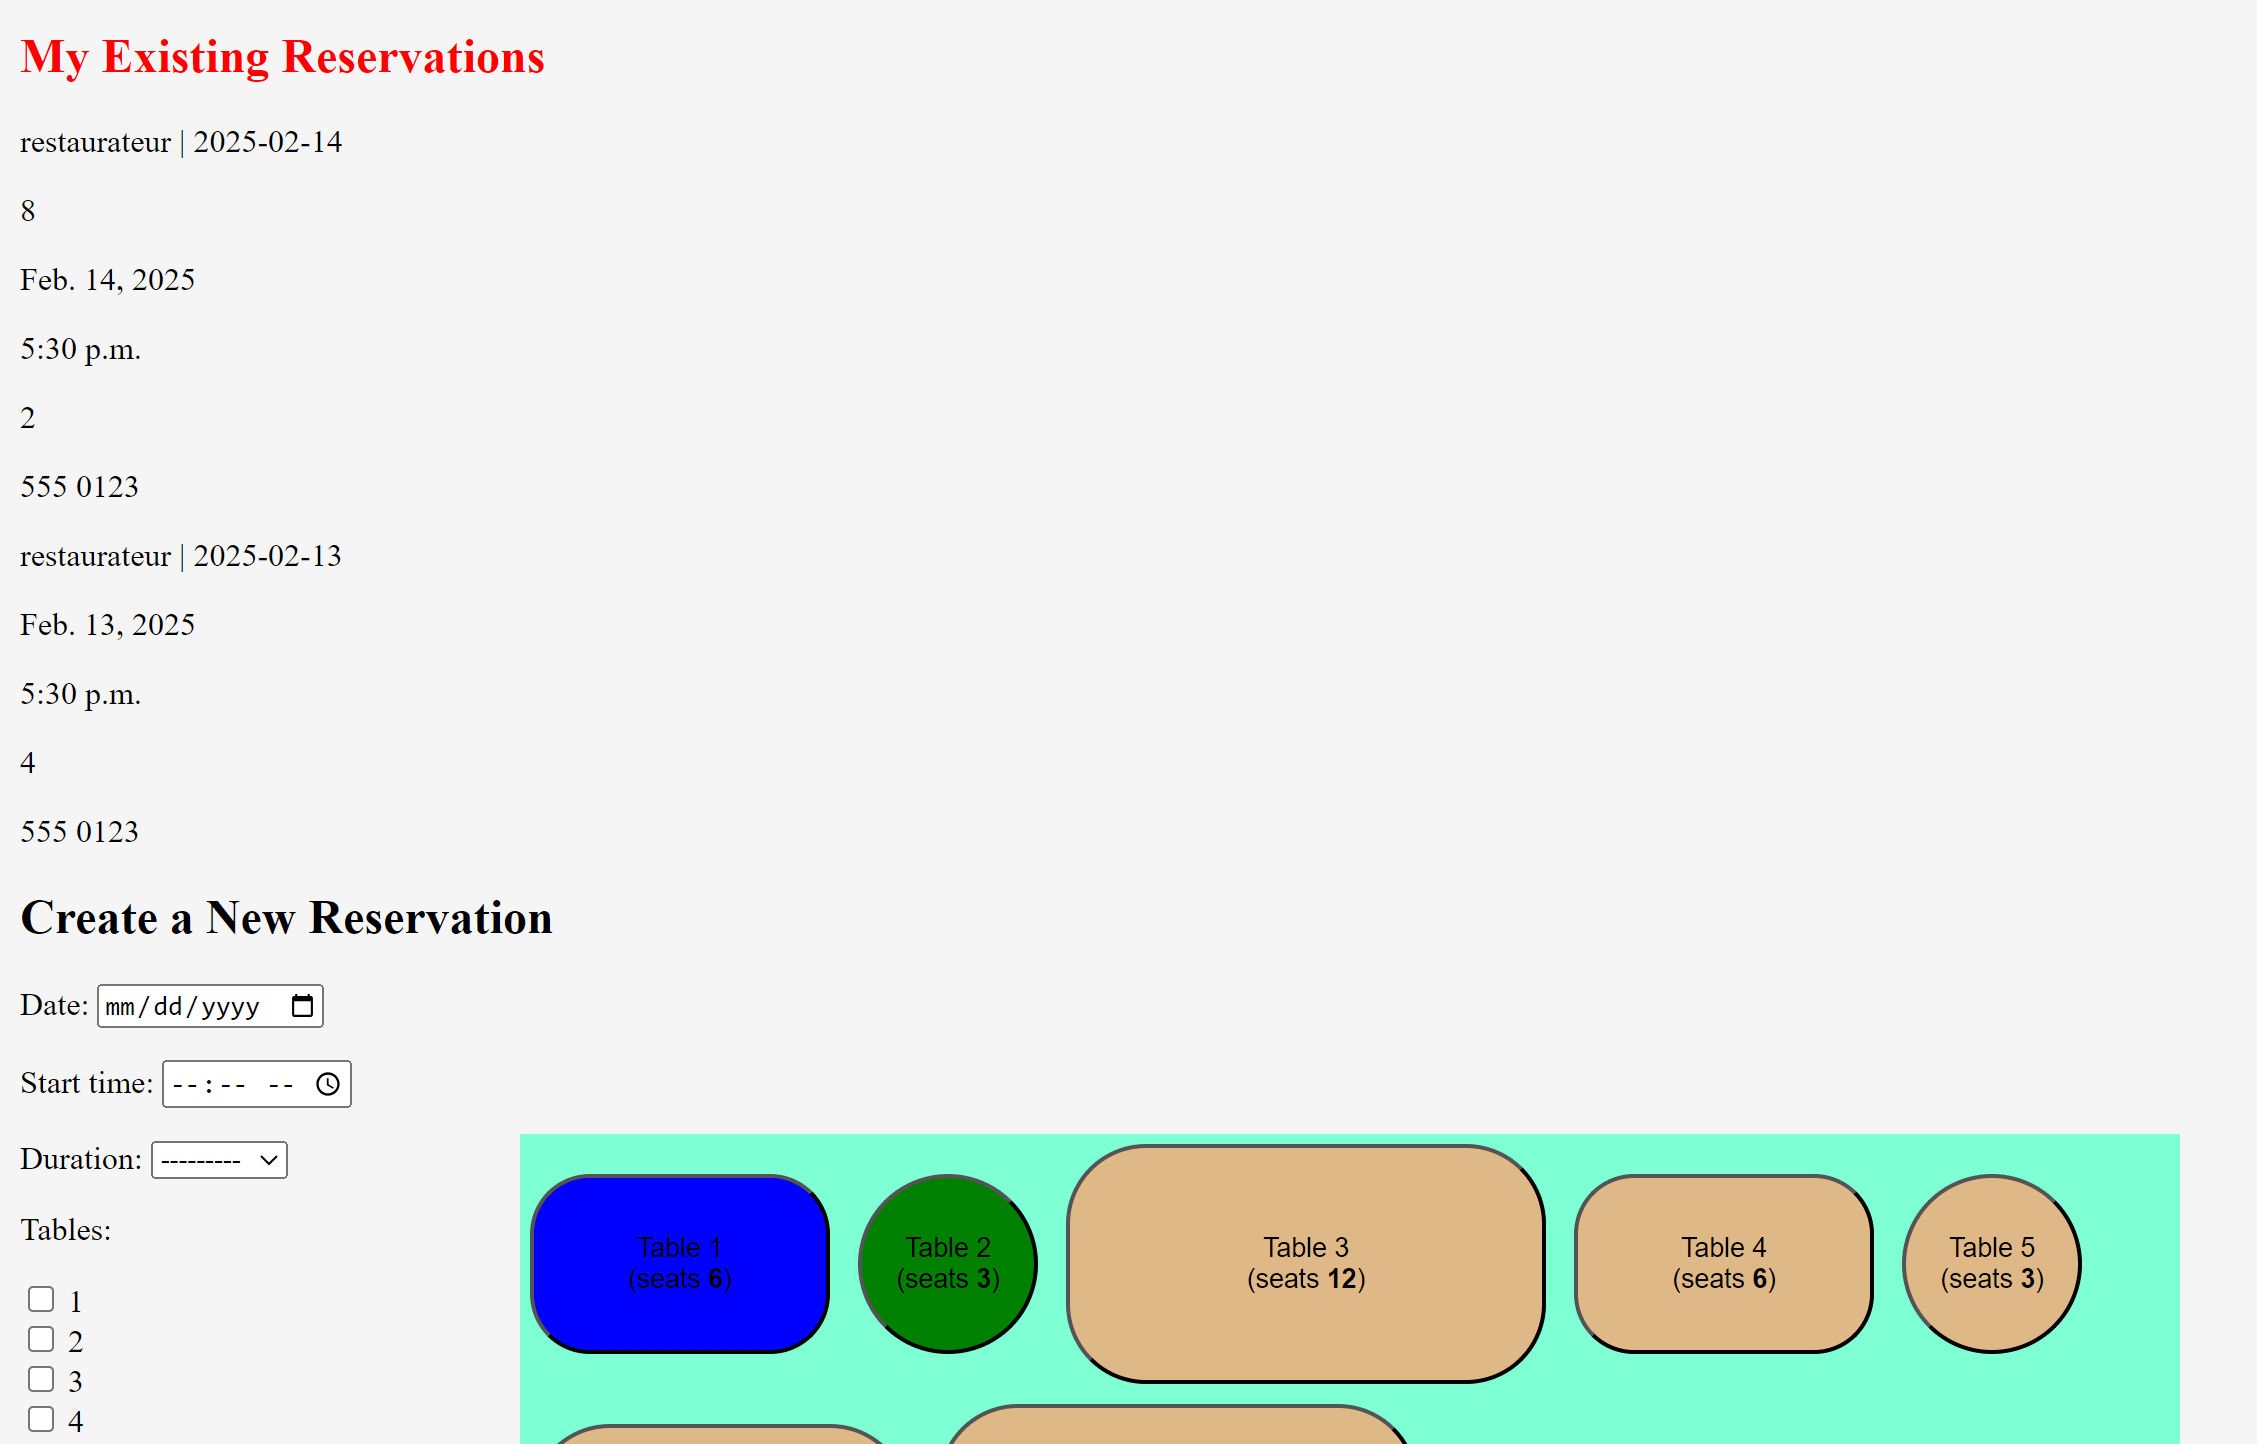 My Existing Reservations
restaurateur | 2025-02-14
8
Feb. 14, 2025
5:30 p.m.
2
555 0123
restaurateur | 2025-02-13
Feb. 13, 2025
5:30 p.m.
4
555 0123
Create a New Reservation
Date: mm/dd/yyyy
Start time: --:-- --
Duration: ---------
Tables:
1
2
3
4
Table 1
(seats 6)
Table 2
(seats 3)
Table 3
(seats 12)
Table 4
(seats 6)
Table 5
(seats 3)